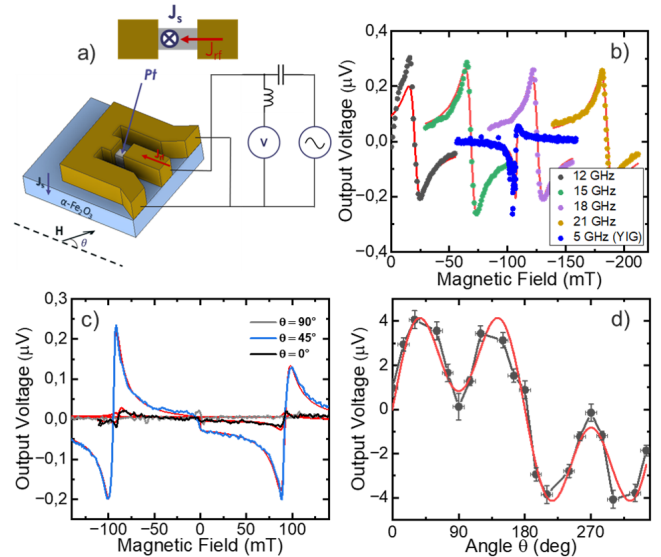 a)
J_s
J_rf
Pt
J_s
α-Fe₂O₃
H
θ
V
b)
Output Voltage (μV)
0,4
0,2
0,0
−0,2
−0,4
12 GHz
15 GHz
18 GHz
21 GHz
5 GHz (YIG)
0 −50 −100 −150 −200
Magnetic Field (mT)
c)
Output Voltage (μV)
0,3
0,2
0,1
0,0
−0,1
−0,2
θ = 90°
θ = 45°
θ = 0°
−100 −50 0 50 100
Magnetic Field (mT)
d)
Output Voltage (μV)
4
2
0
−2
−4
0 90 180 270
Angle θ (deg)